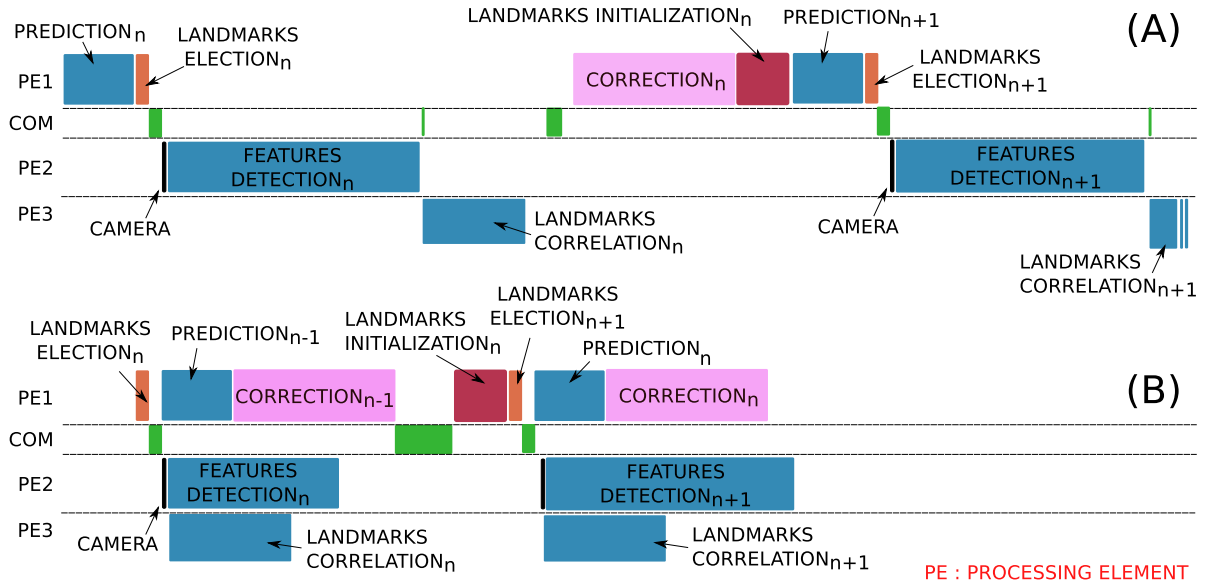 LANDMARKS INITIALIZATIONn
PREDICTIONn+1
(A)
PREDICTIONn
LANDMARKS
ELECTIONn
LANDMARKS
ELECTIONn+1
PE1
CORRECTIONn
COM
PE2
FEATURES
DETECTIONn
FEATURES
DETECTIONn+1
PE3
CAMERA
LANDMARKS
CORRELATIONn
CAMERA
LANDMARKS
CORRELATIONn+1
LANDMARKS
ELECTIONn
PREDICTIONn-1
LANDMARKS
INITIALIZATIONn
LANDMARKS
ELECTIONn+1
PREDICTIONn
(B)
PE1
CORRECTIONn-1
CORRECTIONn
COM
PE2
FEATURES
DETECTIONn
FEATURES
DETECTIONn+1
PE3
CAMERA
LANDMARKS
CORRELATIONn
LANDMARKS
CORRELATIONn+1
PE : PROCESSING ELEMENT